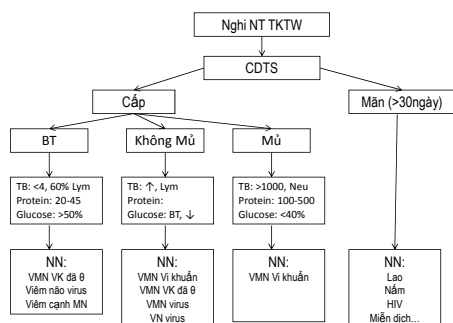 Nghi NT TKTW
CDTS
Cấp
Mãn (>30ngày)
BT
Không Mủ
Mủ
TB: <4, 60% Lym
Protein: 20-45
Glucose: >50%
TB: ↑, Lym
Protein:
Glucose: BT, ↓
TB: >1000, Neu
Protein: 100-500
Glucose: <40%
NN:
VMN VK đã θ
Viêm não virus
Viêm cạnh MN
NN:
VMN Vi khuẩn
VMN VK đã θ
VMN virus
VN virus
NN:
VMN Vi khuẩn
NN:
Lao
Nấm
HIV
Miễn dịch...